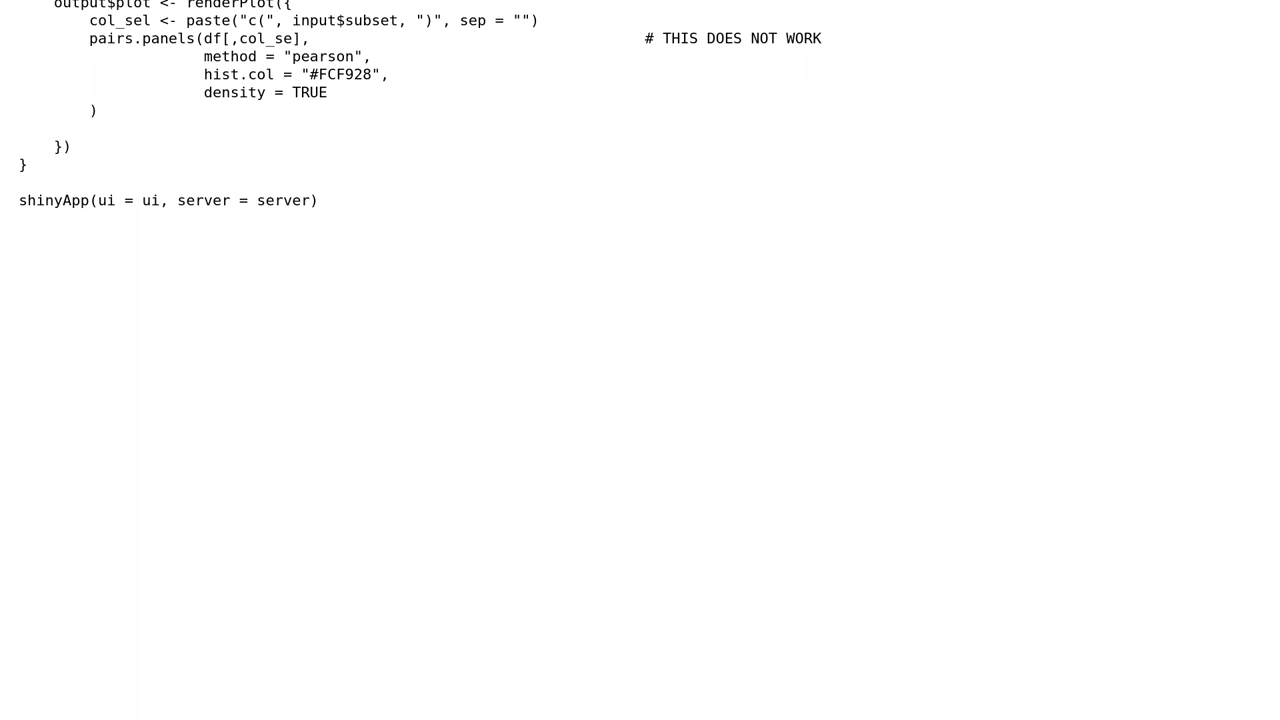 output$plot <- renderPlot({
        col_sel <- paste("c(", input$subset, ")", sep = "")
        pairs.panels(df[,col_se],                                      # THIS DOES NOT WORK
                     method = "pearson",
                     hist.col = "#FCF928",
                     density = TRUE
        )
    })
}
shinyApp(ui = ui, server = server)